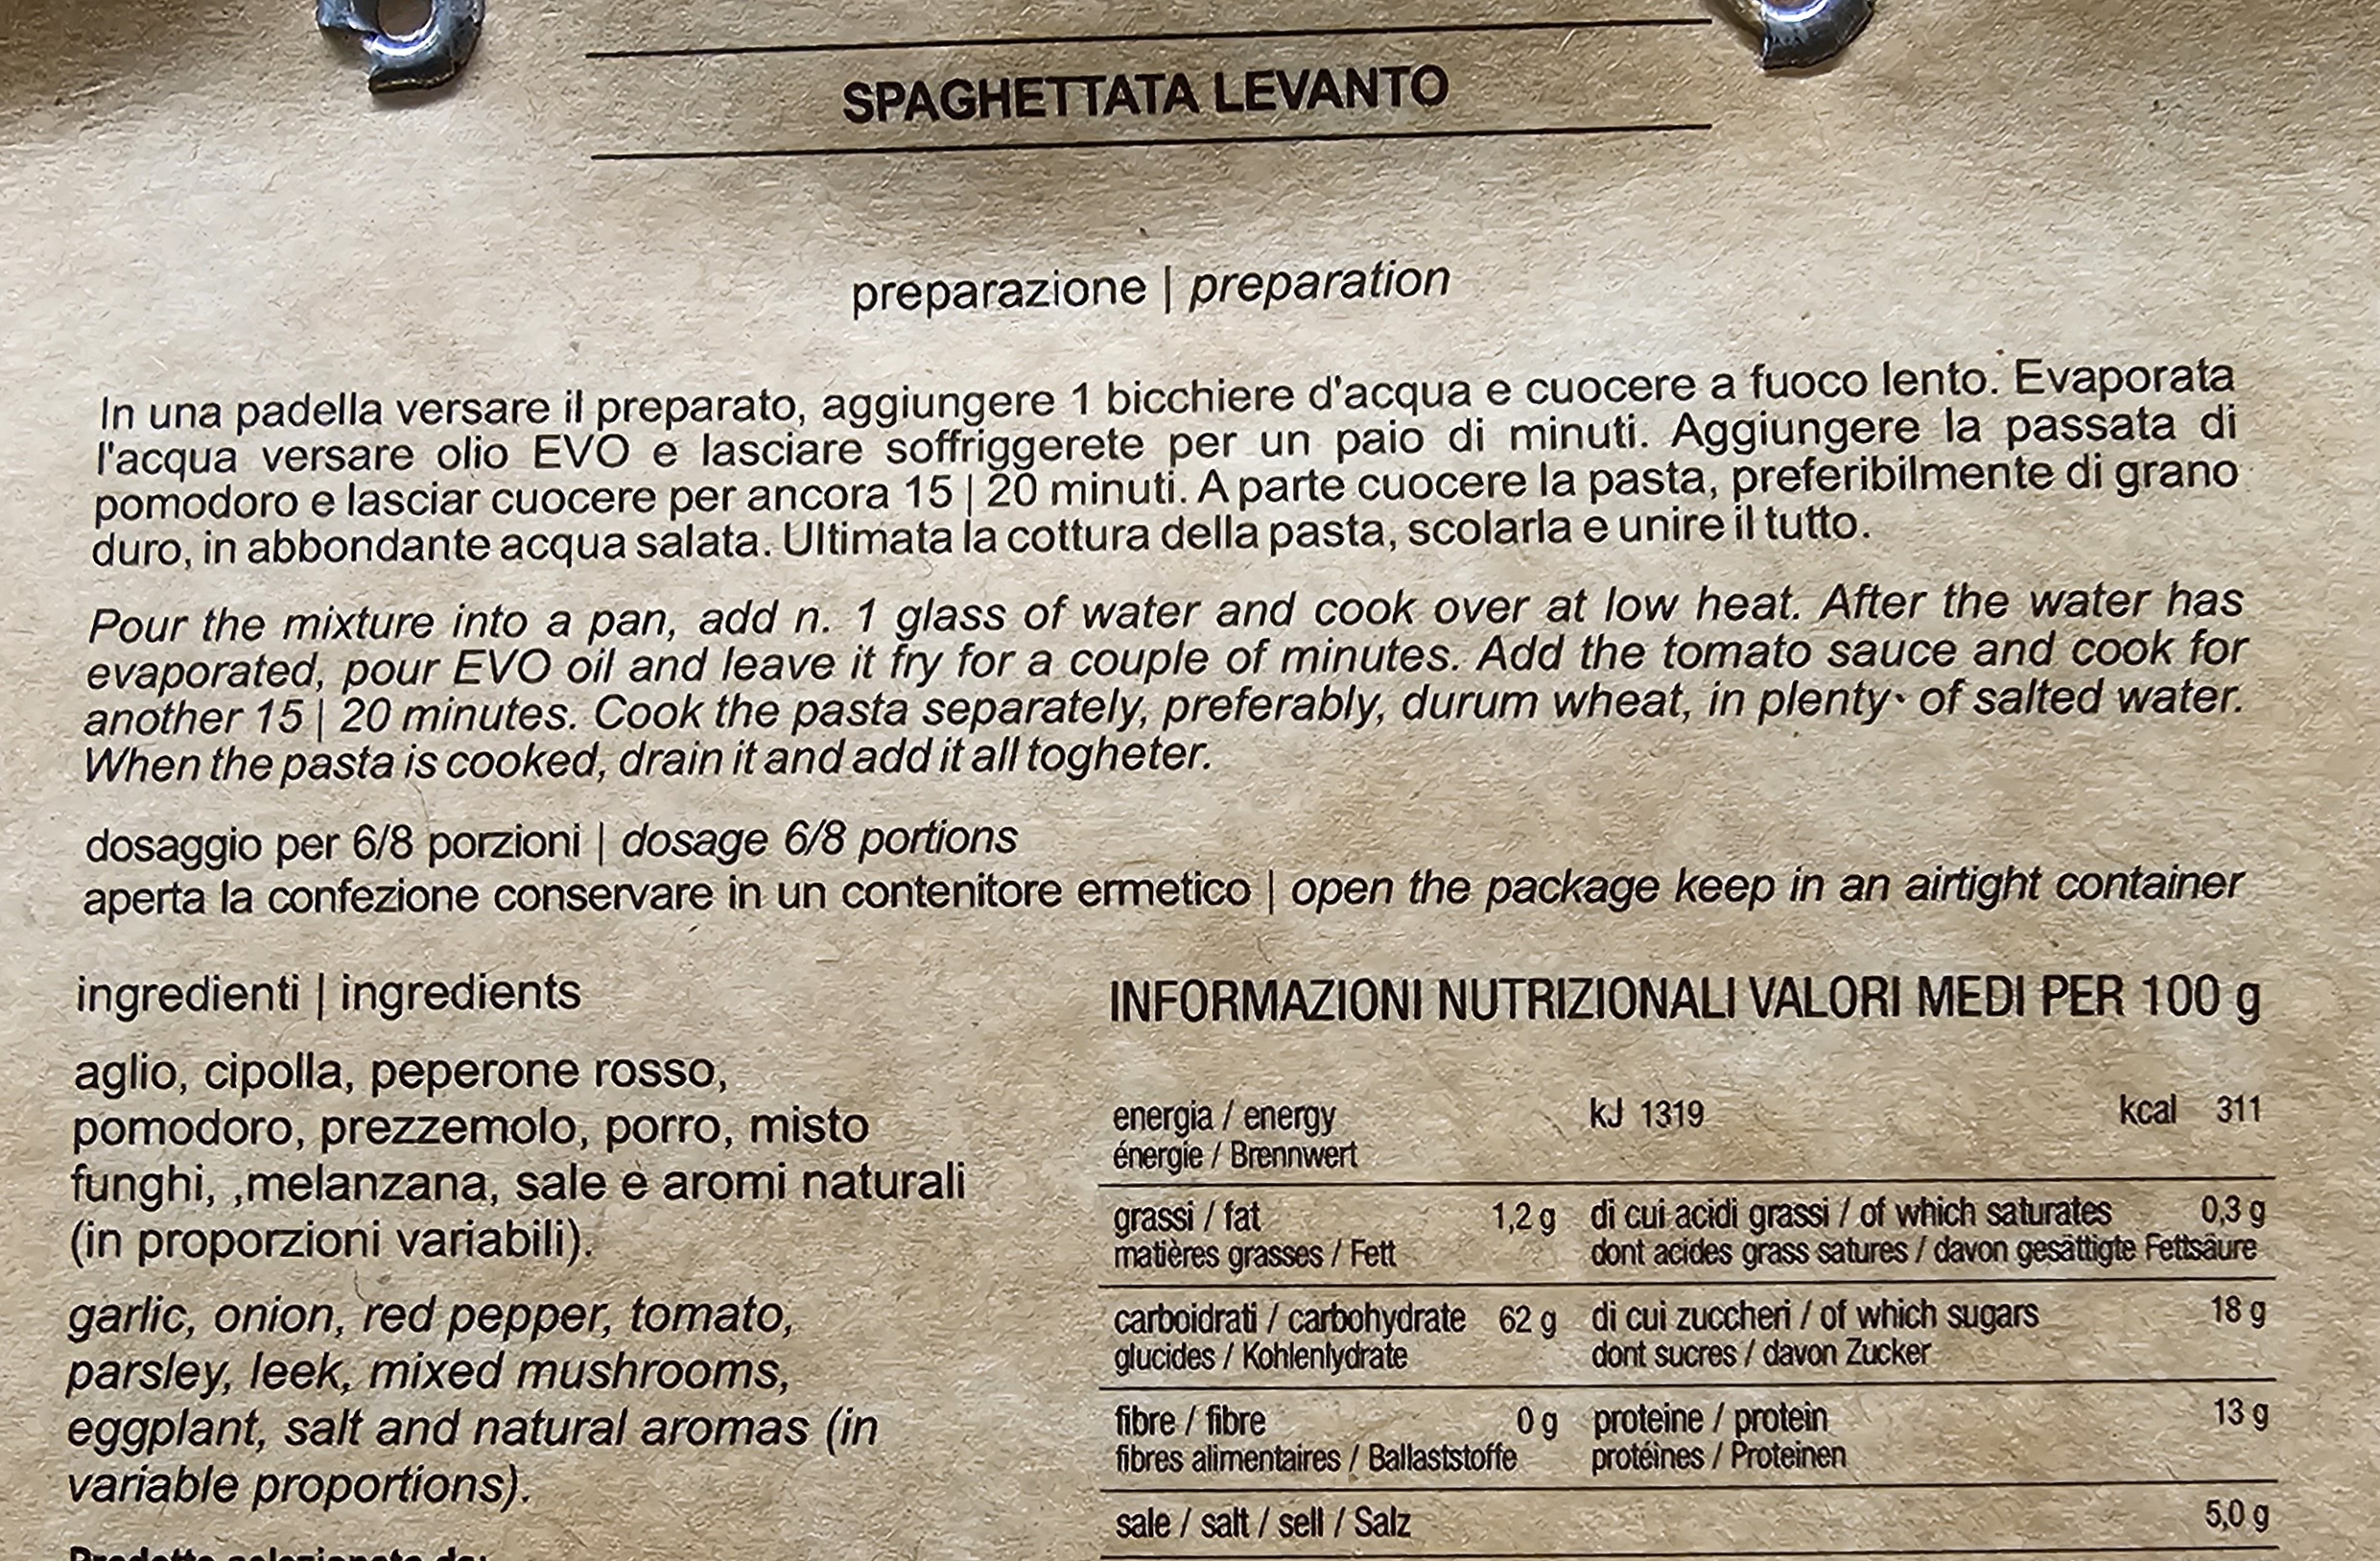 SPAGHETTATA LEVANTO
preparazione | preparation
In una padella versare il preparato, aggiungere 1 bicchiere d'acqua e cuocere a fuoco lento. Evaporata
l'acqua versare olio EVO e lasciare soffriggerete per un paio di minuti. Aggiungere la passata di
pomodoro e lasciar cuocere per ancora 15 | 20 minuti. A parte cuocere la pasta, preferibilmente di grano
duro, in abbondante acqua salata. Ultimata la cottura della pasta, scolarla e unire il tutto.
Pour the mixture into a pan, add n. 1 glass of water and cook over at low heat. After the water has
evaporated, pour EVO oil and leave it fry for a couple of minutes. Add the tomato sauce and cook for
another 15 | 20 minutes. Cook the pasta separately, preferably, durum wheat, in plenty of salted water.
When the pasta is cooked, drain it and add it all togheter.
dosaggio per 6/8 porzioni | dosage 6/8 portions
aperta la confezione conservare in un contenitore ermetico | open the package keep in an airtight container
ingredienti | ingredients
aglio, cipolla, peperone rosso,
pomodoro, prezzemolo, porro, misto
funghi, ,melanzana, sale e aromi naturali
(in proporzioni variabili).
garlic, onion, red pepper, tomato,
parsley, leek, mixed mushrooms,
eggplant, salt and natural aromas (in
variable proportions).
Prodotto selezionato da:
INFORMAZIONI NUTRIZIONALI VALORI MEDI PER 100 g
energia / energy kJ 1319 kcal 311
énergie / Brennwert
grassi / fat 1,2 g di cui acidi grassi / of which saturates 0,3 g
matières grasses / Fett dont acides grass satures / davon gesättigte Fettsäure
carboidrati / carbohydrate 62 g di cui zuccheri / of which sugars 18 g
glucides / Kohlenlydrate dont sucres / davon Zucker
fibre / fibre 0 g proteine / protein 13 g
fibres alimentaires / Ballaststoffe protéines / Proteinen
sale / salt / sell / Salz 5,0 g